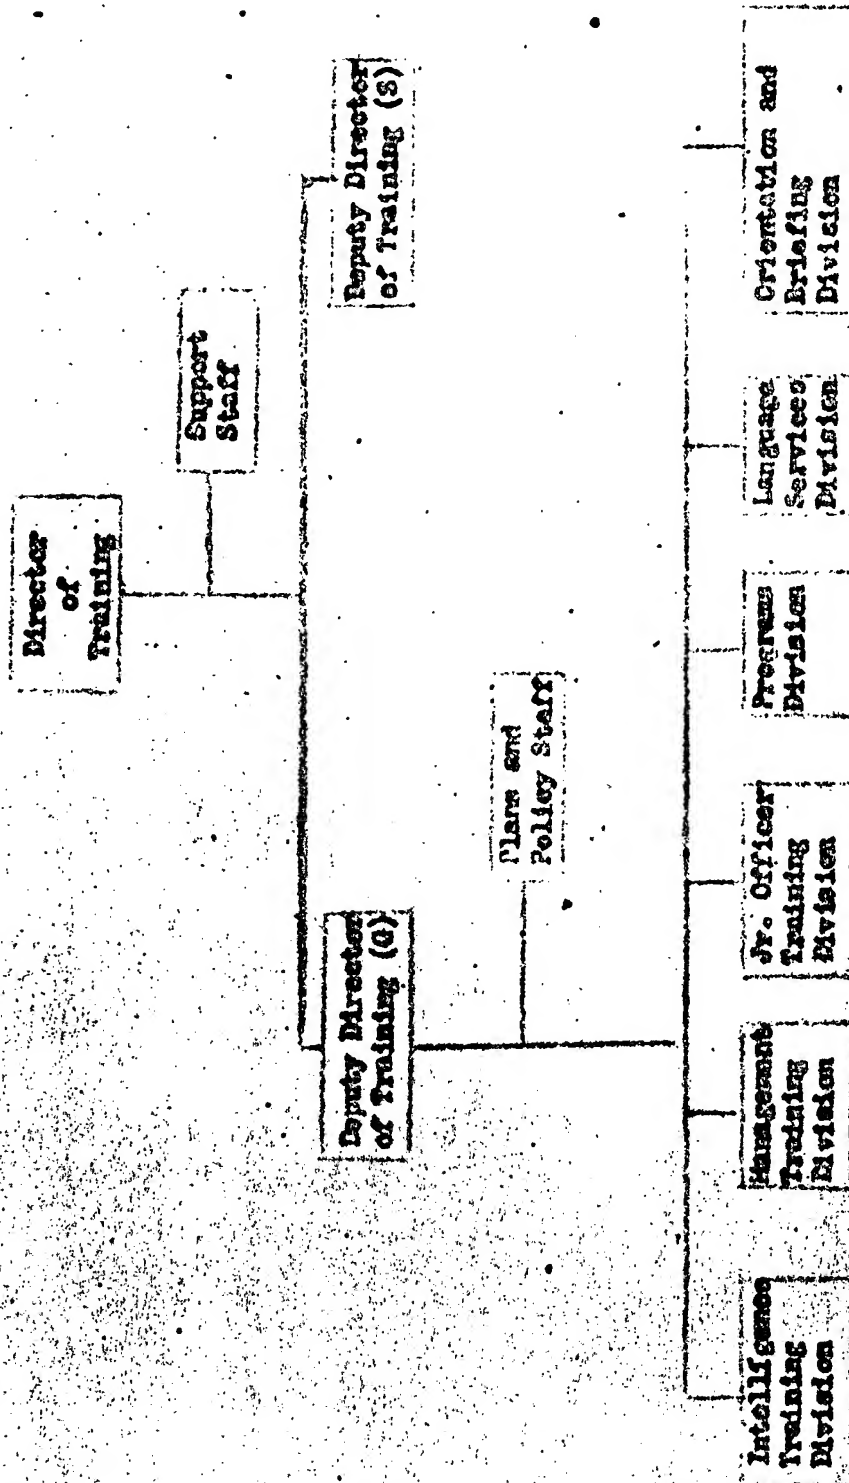 Director
of
Training
Support
Staff
Deputy Director
of Training (G)
Deputy Director
of Training (S)
Plans and
Policy Staff
Intelligence
Training
Division
Management
Training
Division
Jr. Officer
Training
Division
Programs
Division
Language
Services
Division
Orientation and
Briefing
Division